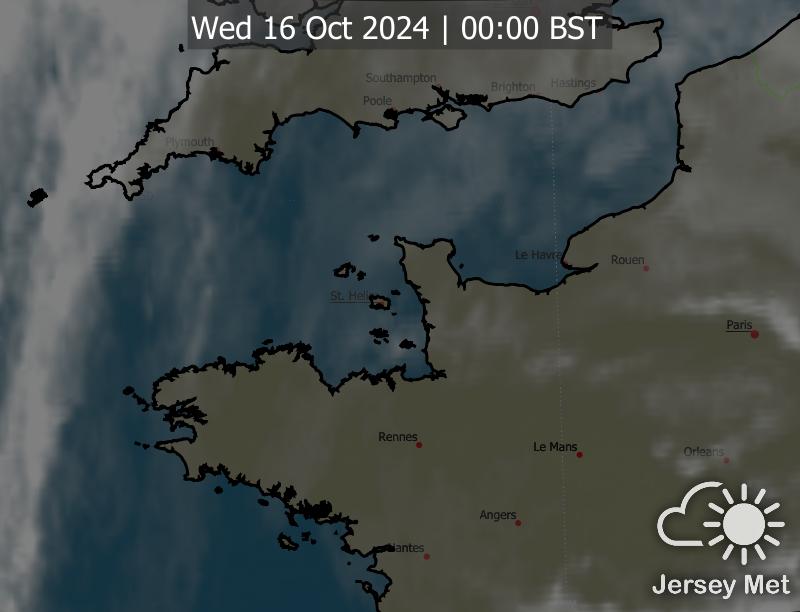 Wed 16 Oct 2024 | 00:00 BST
Southampton
Brighton
Hastings
Poole
Plymouth
Le Havre
Rouen
St. Heli
Paris
Rennes
Le Mans
Orleans
Angers
Nantes
Jersey Met